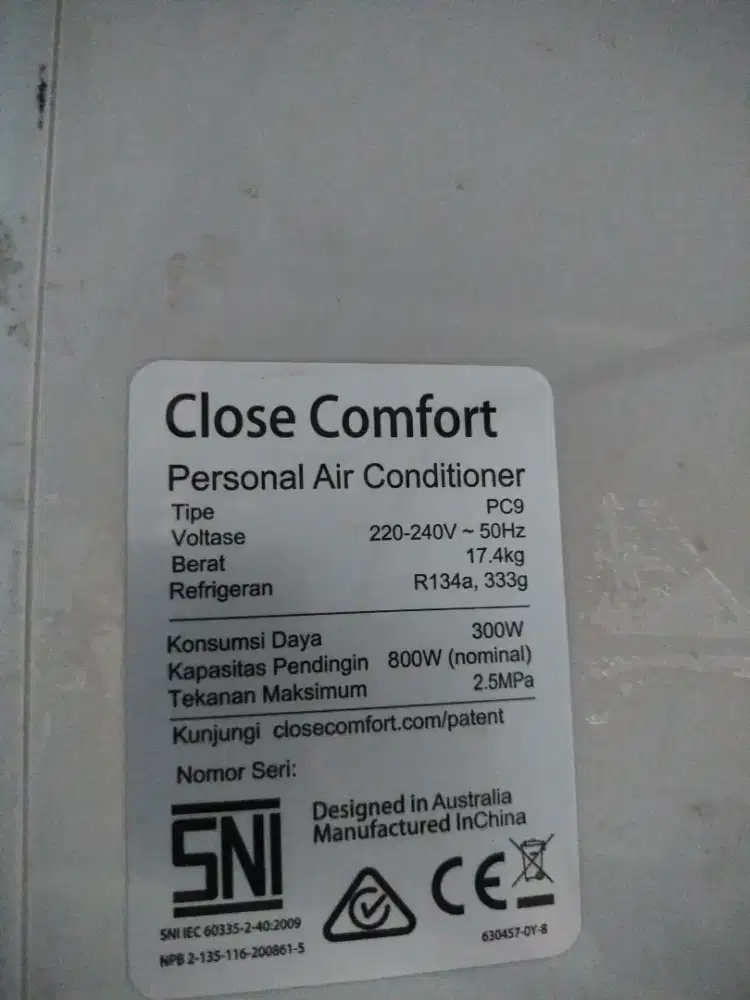 Close Comfort
Personal Air Conditioner
Tipe PC9
Voltase 220-240V ~ 50Hz
Berat 17.4kg
Refrigeran R134a, 333g
Konsumsi Daya 300W
Kapasitas Pendingin 800W (nominal)
Tekanan Maksimum 2.5MPa
Kunjungi closecomfort.com/patent
Nomor Seri:
SNI
Designed in Australia
Manufactured InChina
CE
SNI IEC 60335-2-40:2009
NPB 2-135-116-200861-5
630457-0Y-8